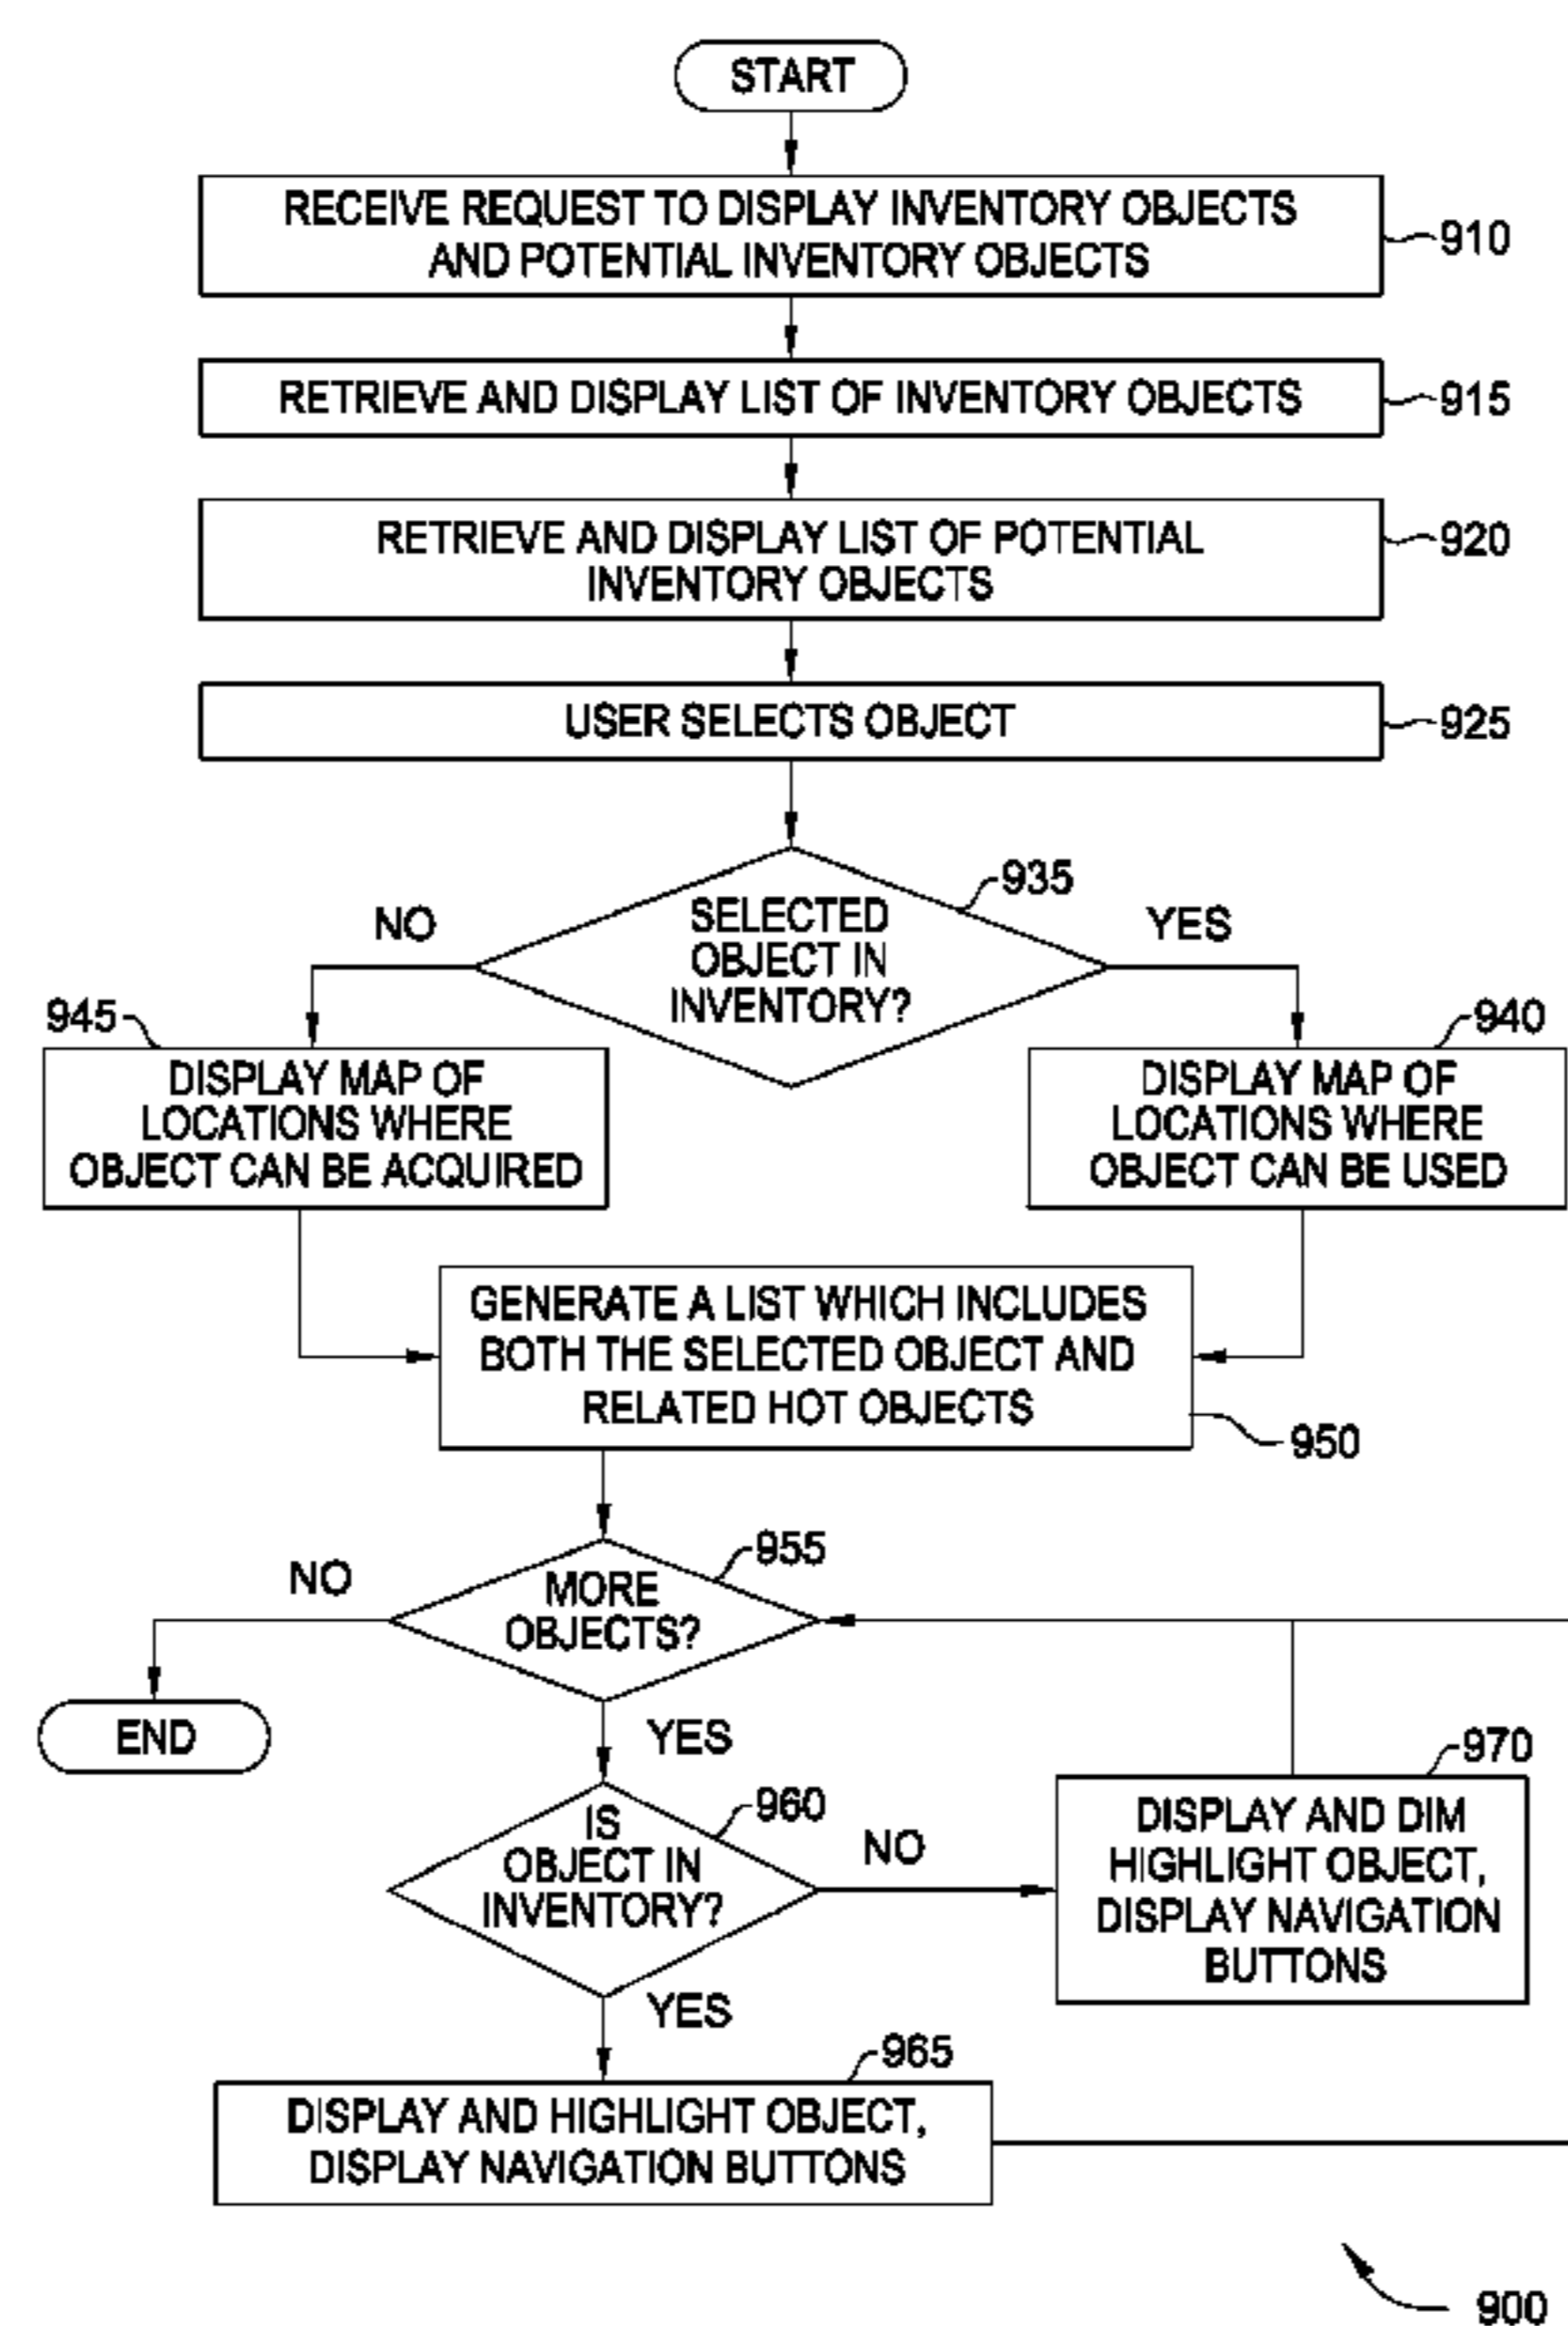 START
RECEIVE REQUEST TO DISPLAY INVENTORY OBJECTS
AND POTENTIAL INVENTORY OBJECTS
910
RETRIEVE AND DISPLAY LIST OF INVENTORY OBJECTS
915
RETRIEVE AND DISPLAY LIST OF POTENTIAL
INVENTORY OBJECTS
920
USER SELECTS OBJECT
925
935
NO
SELECTED
OBJECT IN
INVENTORY?
YES
945
DISPLAY MAP OF
LOCATIONS WHERE
OBJECT CAN BE ACQUIRED
940
DISPLAY MAP OF
LOCATIONS WHERE
OBJECT CAN BE USED
GENERATE A LIST WHICH INCLUDES
BOTH THE SELECTED OBJECT AND
RELATED HOT OBJECTS
950
955
NO
MORE
OBJECTS?
END
YES
960
IS
OBJECT IN
INVENTORY?
NO
970
DISPLAY AND DIM
HIGHLIGHT OBJECT,
DISPLAY NAVIGATION
BUTTONS
YES
965
DISPLAY AND HIGHLIGHT OBJECT,
DISPLAY NAVIGATION BUTTONS
900